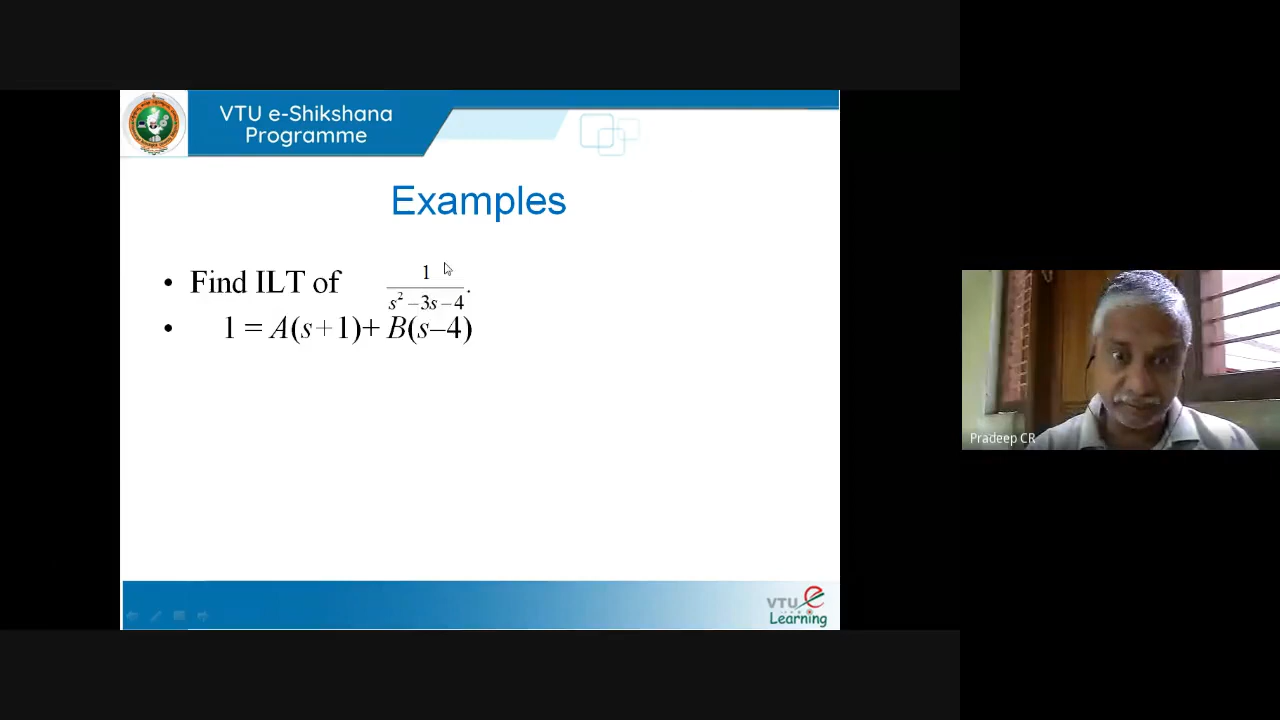 VTU e-Shikshana
Programme
Examples
• Find ILT of 1/(s² – 3s – 4).
• 1 = A(s+1)+ B(s–4)
Pradeep CR
VTU e
Learning